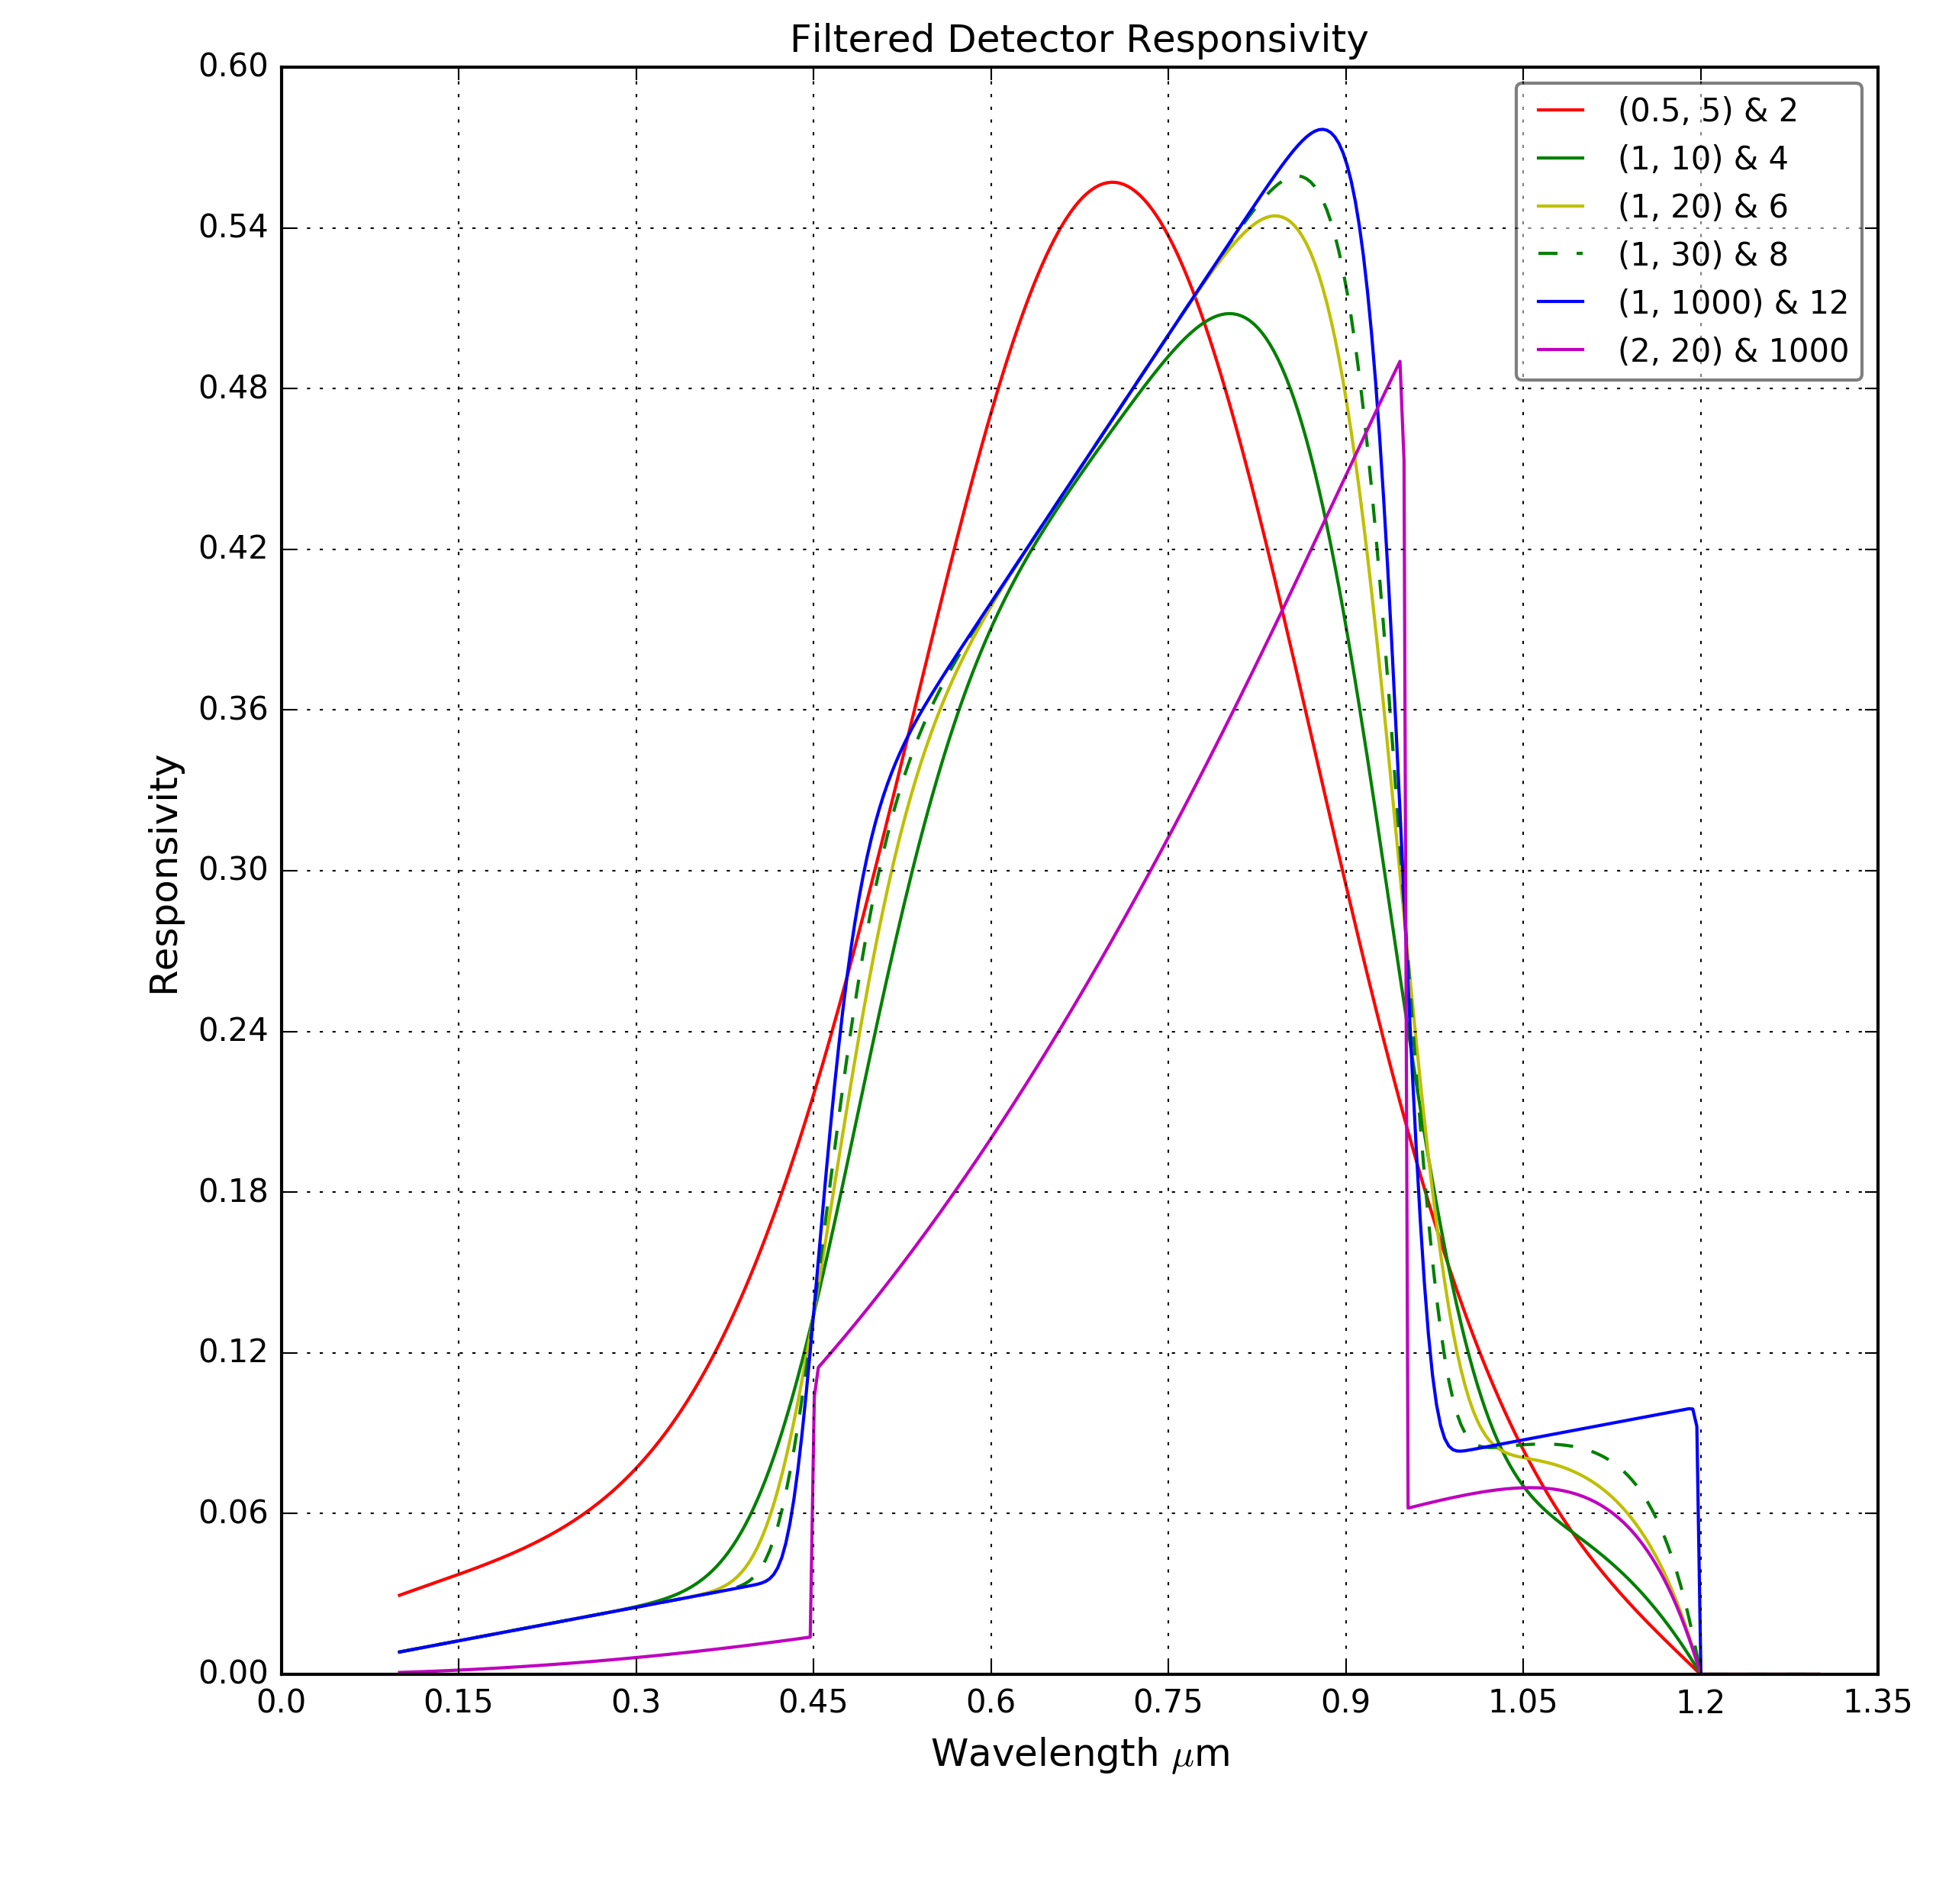 Filtered Detector Responsivity
0.60
0.54
0.48
0.42
0.36
0.30
0.24
0.18
0.12
0.06
0.00
Responsivity
(0.5, 5) & 2
(1, 10) & 4
(1, 20) & 6
(1, 30) & 8
(1, 1000) & 12
(2, 20) & 1000
0.0 0.15 0.3 0.45 0.6 0.75 0.9 1.05 1.2 1.35
Wavelength μm